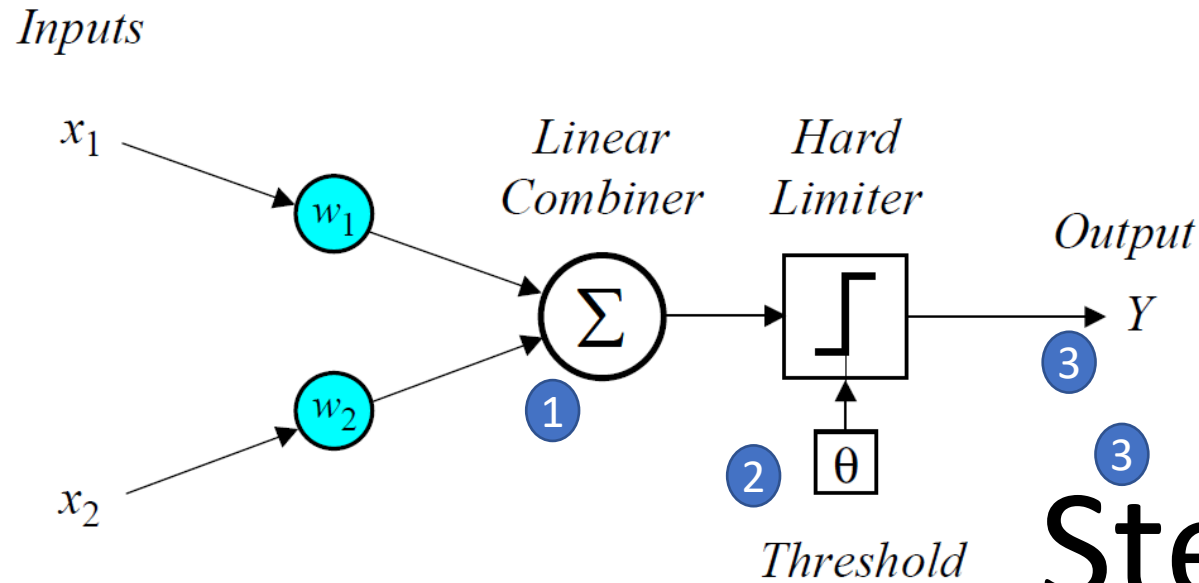 Inputs
x1
Linear
Combiner
Hard
Limiter
w1
Output
Σ
Y
3
w2
1
θ
2
3
x2
Threshold
Ste